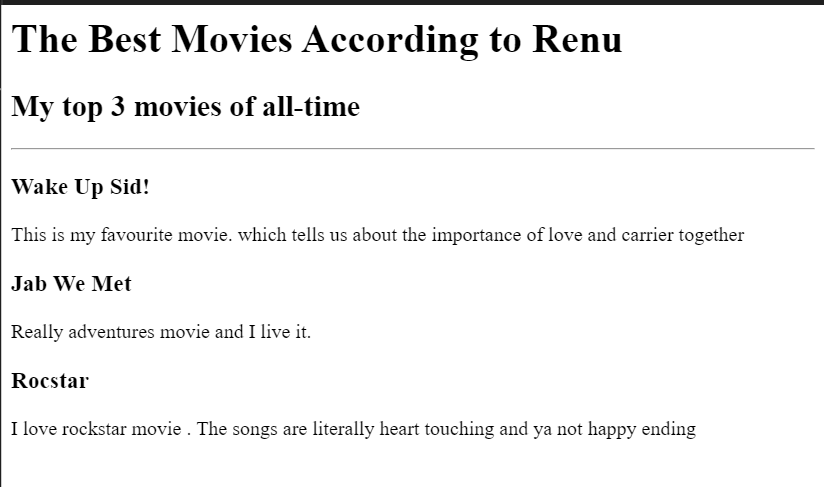 The Best Movies According to Renu
My top 3 movies of all-time
Wake Up Sid!
This is my favourite movie. which tells us about the importance of love and carrier together
Jab We Met
Really adventures movie and I live it.
Rocstar
I love rockstar movie . The songs are literally heart touching and ya not happy ending